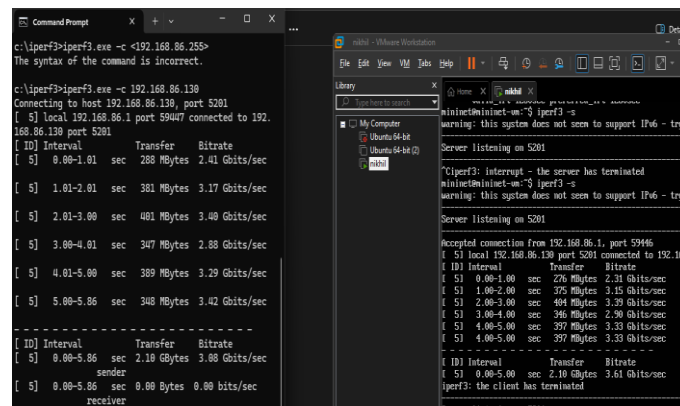 Command Prompt
c:\iperf3>iperf3.exe -c <192.168.86.255>
The syntax of the command is incorrect.
c:\iperf3>iperf3.exe -c 192.168.86.130
Connecting to host 192.168.86.130, port 5201
[  5] local 192.168.86.1 port 59447 connected to 192.
168.86.130 port 5201
[ ID] Interval           Transfer     Bitrate
[  5]   0.00-1.01   sec   288 MBytes  2.41 Gbits/sec
[  5]   1.01-2.01   sec   381 MBytes  3.17 Gbits/sec
[  5]   2.01-3.00   sec   401 MBytes  3.40 Gbits/sec
[  5]   3.00-4.01   sec   347 MBytes  2.88 Gbits/sec
[  5]   4.01-5.00   sec   389 MBytes  3.29 Gbits/sec
[  5]   5.00-5.86   sec   348 MBytes  3.42 Gbits/sec
- - - - - - - - - - - - - - - - - - - - - - - - -
[ ID] Interval           Transfer     Bitrate
[  5]   0.00-5.86   sec  2.10 GBytes  3.08 Gbits/sec
sender
[  5]   0.00-5.86   sec  0.00 Bytes  0.00 bits/sec
receiver
Det
nikhil - VMware Workstation
File Edit View VM Tabs Help
Library
Type here to search
My Computer
Ubuntu 64-bit
Ubuntu 64-bit (2)
nikhil
Home
nikhil
mininet@mininet-vm:~$ iperf3 -s
warning: this system does not seem to support IPv6 - try
Server listening on 5201
^Ciperf3: interrupt - the server has terminated
mininet@mininet-vm:~$ iperf3 -s
warning: this system does not seem to support IPv6 - try
Server listening on 5201
Accepted connection from 192.168.86.1, port 59446
[  5] local 192.168.86.130 port 5201 connected to 192.16
[ ID] Interval           Transfer     Bitrate
[  5]   0.00-1.00   sec   276 MBytes  2.31 Gbits/sec
[  5]   1.00-2.00   sec   375 MBytes  3.15 Gbits/sec
[  5]   2.00-3.00   sec   404 MBytes  3.39 Gbits/sec
[  5]   3.00-4.00   sec   346 MBytes  2.90 Gbits/sec
[  5]   4.00-5.00   sec   397 MBytes  3.33 Gbits/sec
[  5]   4.00-5.00   sec   397 MBytes  3.33 Gbits/sec
- - - - - - - - - - - - - - - - - - - - - - - - -
[ ID] Interval           Transfer     Bitrate
[  5]   0.00-5.00   sec  2.10 GBytes  3.61 Gbits/sec
iperf3: the client has terminated